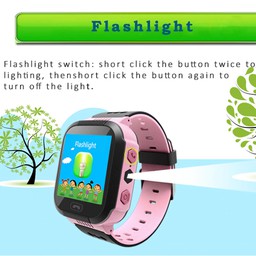 Flashlight
Flashlight switch: short click the button twice to
lighting, thenshort click the button again to
turn off the light.
Flashlight